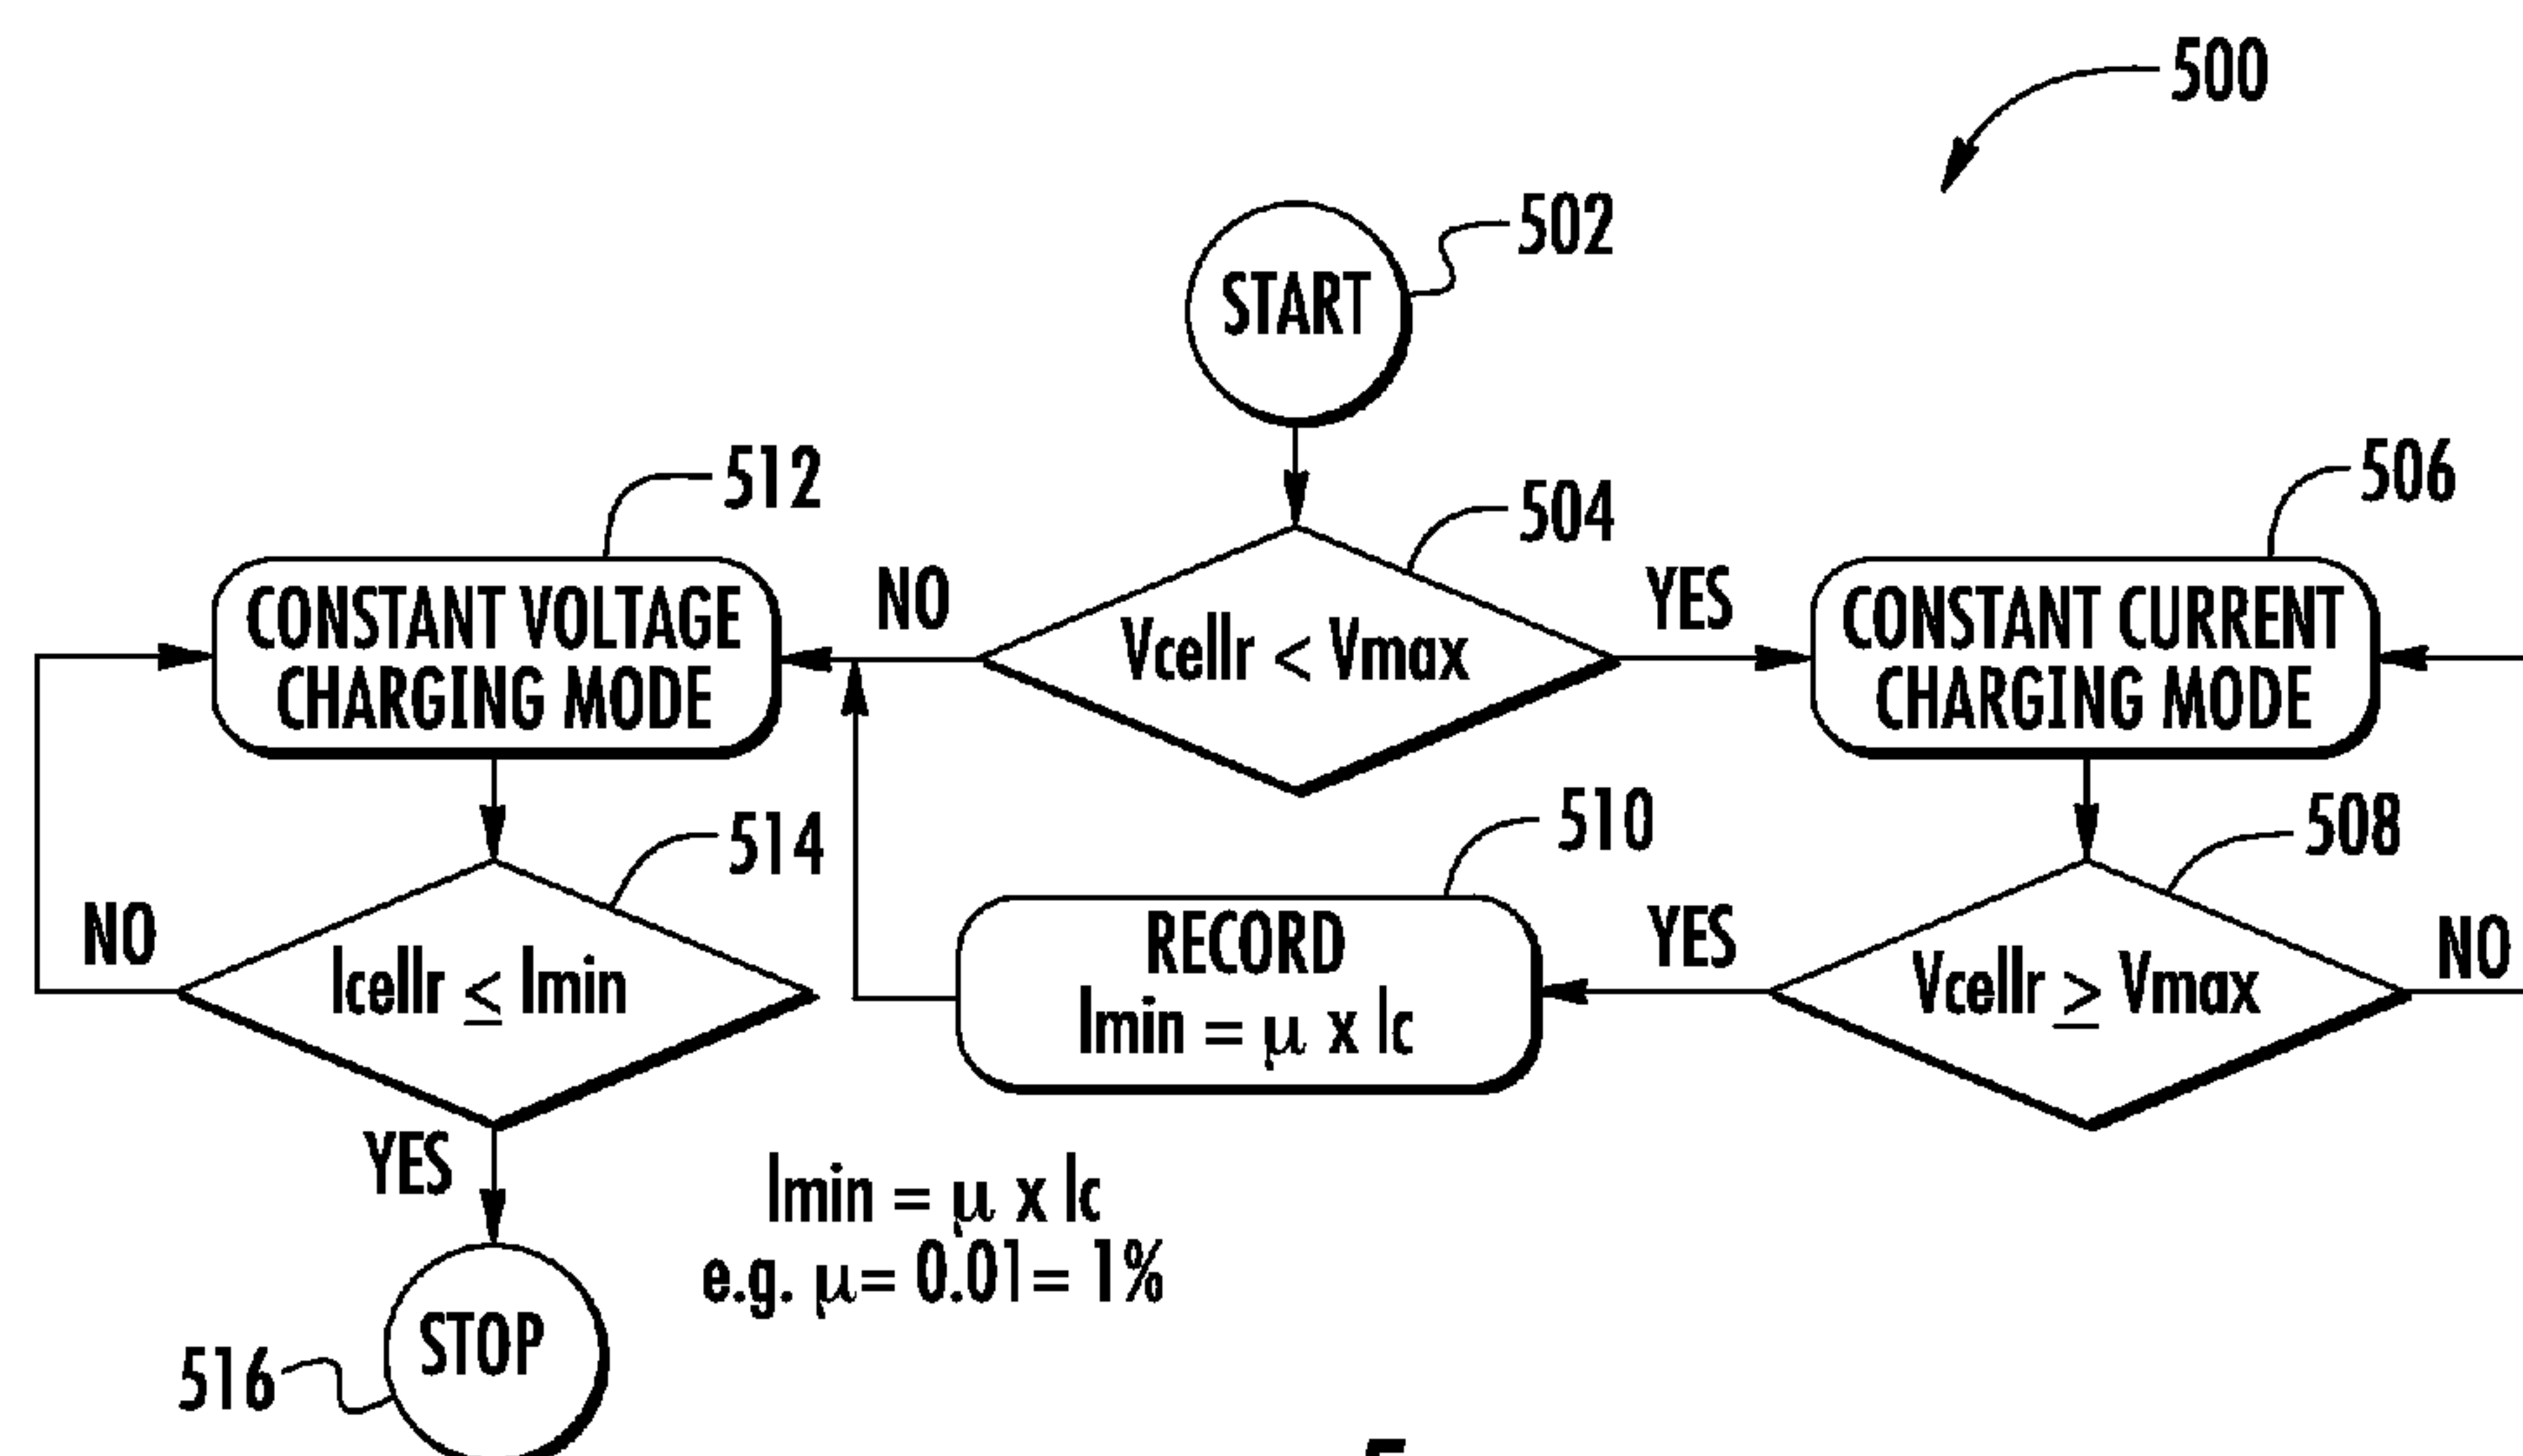 500
START
502
504
Vcellr < Vmax
NO
YES
512
CONSTANT VOLTAGE
CHARGING MODE
506
CONSTANT CURRENT
CHARGING MODE
514
Icellr ≤ Imin
NO
YES
510
RECORD
Imin = μ x Ic
YES
508
Vcellr ≥ Vmax
NO
Imin = μ x Ic
e.g. μ= 0.01= 1%
STOP
516